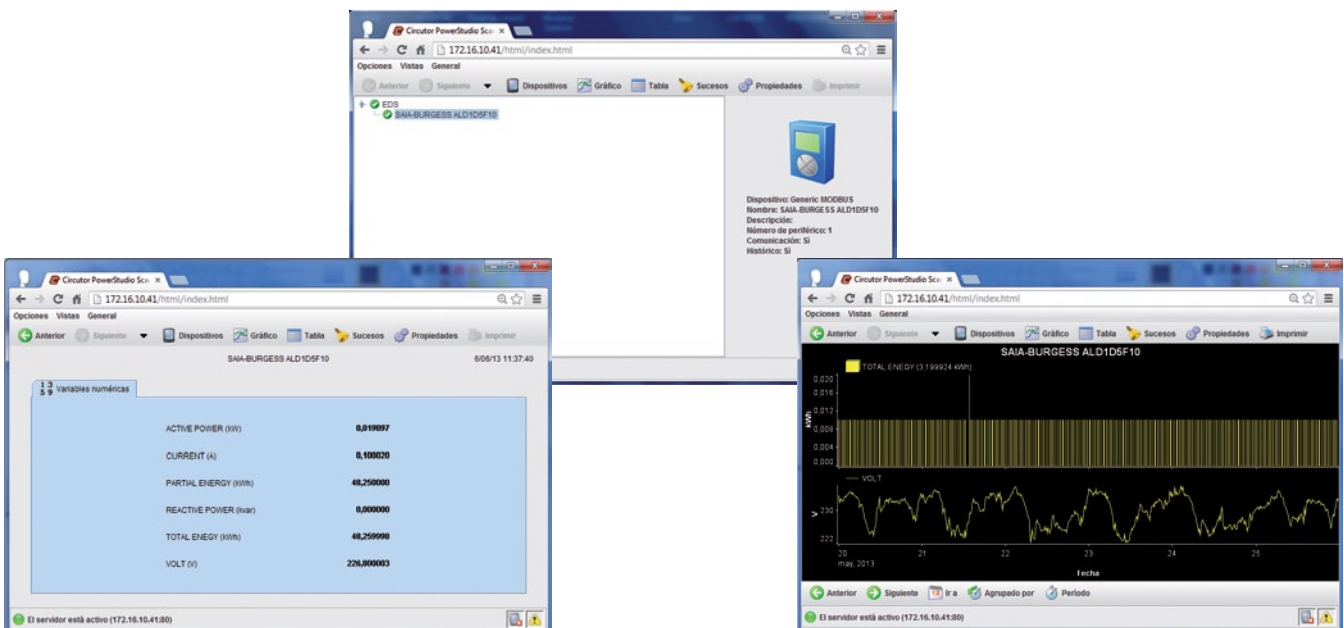 Circutor PowerStudio Sca
172.16.10.41/html/index.html
Opciones Vistas General
Anterior Siguiente Dispositivos Gráfico Tabla Sucesos Propiedades Imprimir
EDS
SAIA-BURGESS ALD1D5F10
Dispositivo: Generic MODBUS
Nombre: SAIA-BURGESS ALD1D5F10
Descripción:
Número de periférico: 1
Comunicación: Sí
Histórico: Sí
Circutor PowerStudio Sca
172.16.10.41/html/index.html
Opciones Vistas General
Anterior Siguiente Dispositivos Gráfico Tabla Sucesos Propiedades Imprimir
SAIA-BURGESS ALD1D5F10 6/06/13 11:37:40
1 3
5 9 Variables numéricas
ACTIVE POWER (kW) 0,019897
CURRENT (A) 0,100020
PARTIAL ENERGY (kWh) 48,250000
REACTIVE POWER (kvar) 0,000000
TOTAL ENEGY (kWh) 48,259998
VOLT (V) 226,800003
El servidor está activo (172.16.10.41:80)
Circutor PowerStudio Sca
172.16.10.41/html/index.html
Opciones Vistas General
Anterior Siguiente Dispositivos Gráfico Tabla Sucesos Propiedades Imprimir
SAIA-BURGESS ALD1D5F10
TOTAL ENEGY (3,199924 kWh)
kWh
0,020
0,016
0,012
0,008
0,004
0,000
VOLT
V
230
222
20 21 22 23 24 25
may, 2013
Fecha
Anterior Siguiente Ir a Agrupado por Período
El servidor está activo (172.16.10.41:80)